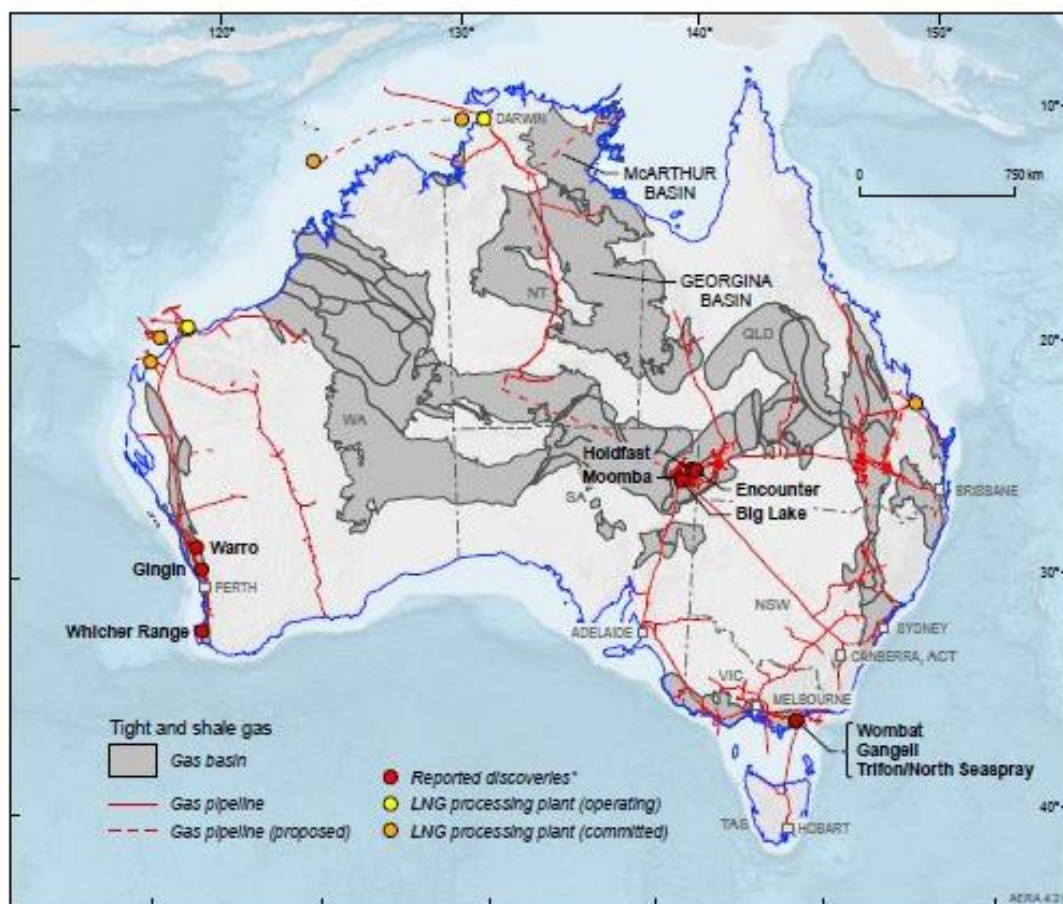 120°
130°
140°
150°
10°
DARWIN
McARTHUR
BASIN
0
750 km
GEORGINA
BASIN
NT
QLD
20°
WA
Holdfast
Moomba
Encounter
Big Lake
SA
BRISBANE
Warro
Gingin
PERTH
30°
NSW
Whicher Range
ADELAIDE
SYDNEY
CANBERRA, ACT
VIC
MELBOURNE
Wombat
Gangell
Trifon/North Seaspray
Tight and shale gas
Gas basin
Gas pipeline
Gas pipeline (proposed)
Reported discoveries*
LNG processing plant (operating)
LNG processing plant (committed)
40°
TAS
HOBART
AERA